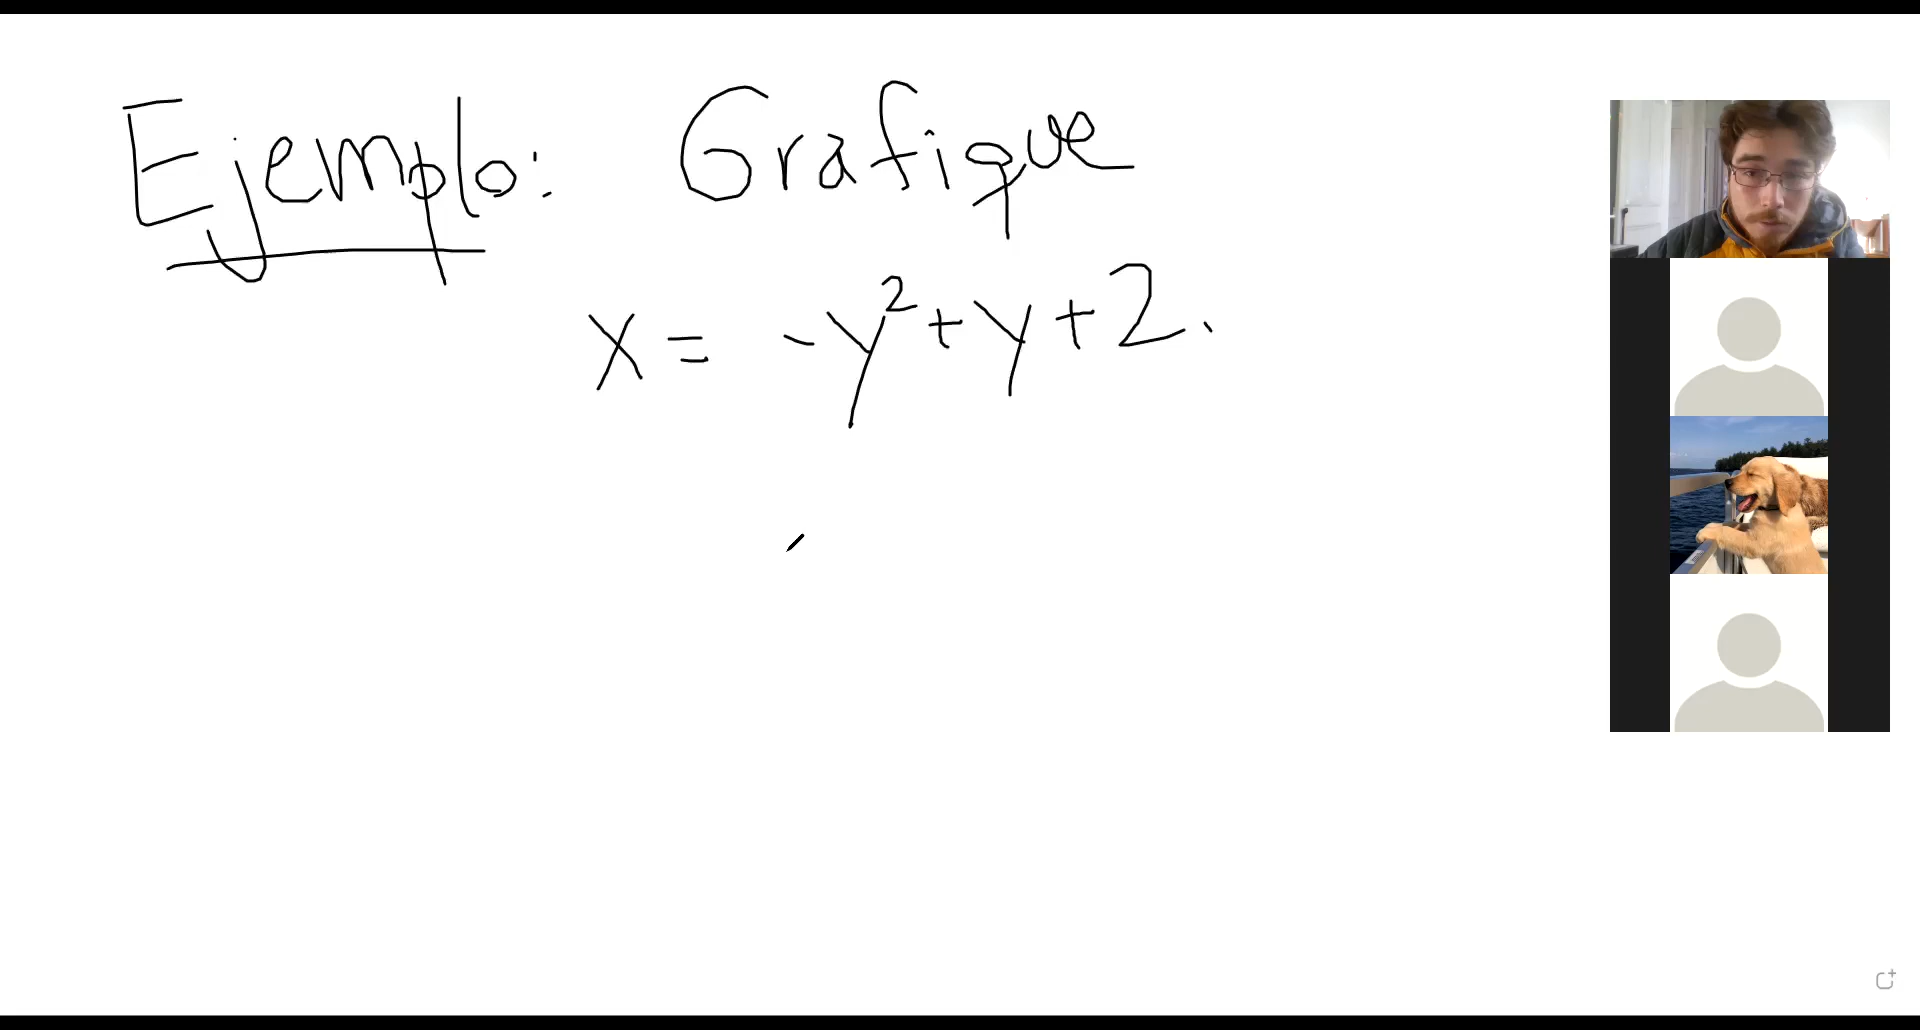 Ejemplo: Grafique
x = -y²+y+2.